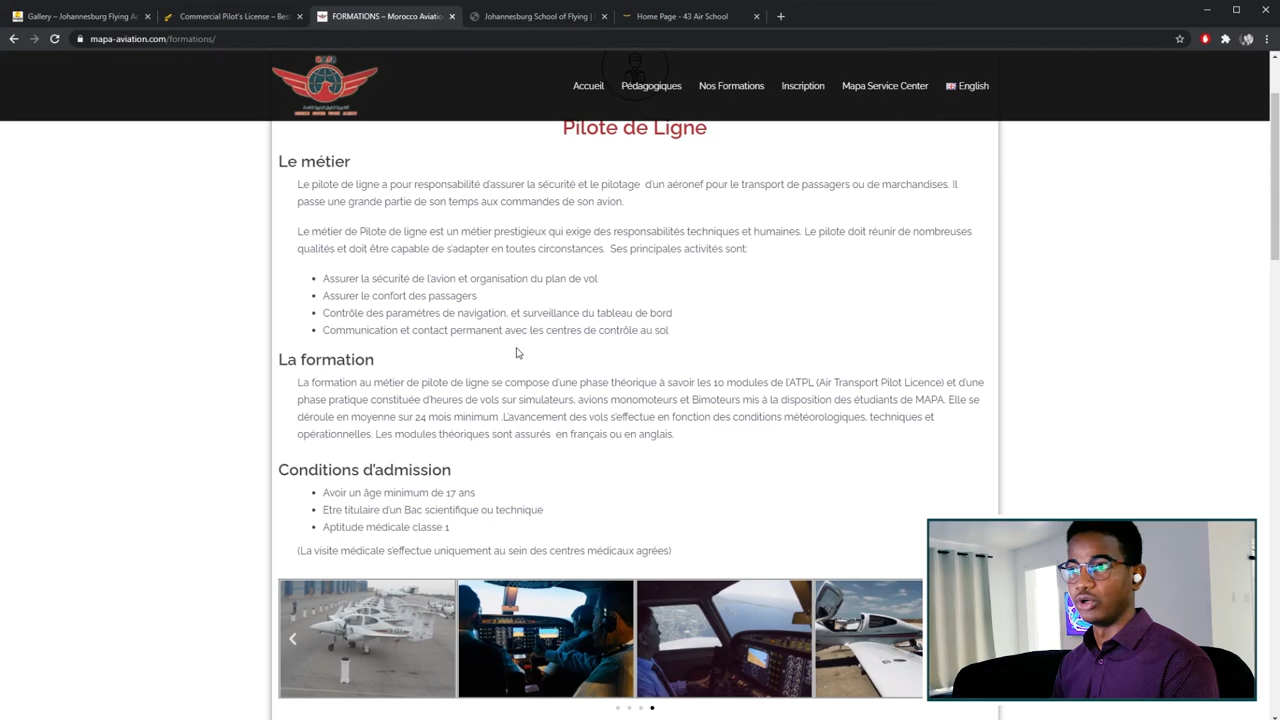 Gallery – Johannesburg Flying Ac
Commercial Pilot's License – Best
FORMATIONS – Morocco Aviatio
Johannesburg School of Flying |
Home Page - 43 Air School
mapa-aviation.com/formations/
Accueil Pédagogiques Nos Formations Inscription Mapa Service Center English
Pilote de Ligne
Le métier
Le pilote de ligne a pour responsabilité d'assurer la sécurité et le pilotage d'un aéronef pour le transport de passagers ou de marchandises. Il
passe une grande partie de son temps aux commandes de son avion.
Le métier de Pilote de ligne est un métier prestigieux qui exige des responsabilités techniques et humaines. Le pilote doit réunir de nombreuses
qualités et doit être capable de s'adapter en toutes circonstances. Ses principales activités sont:
• Assurer la sécurité de l'avion et organisation du plan de vol
• Assurer le confort des passagers
• Contrôle des paramètres de navigation, et surveillance du tableau de bord
• Communication et contact permanent avec les centres de contrôle au sol
La formation
La formation au métier de pilote de ligne se compose d'une phase théorique à savoir les 10 modules de l'ATPL (Air Transport Pilot Licence) et d'une
phase pratique constituée d'heures de vols sur simulateurs, avions monomoteurs et Bimoteurs mis à la disposition des étudiants de MAPA. Elle se
déroule en moyenne sur 24 mois minimum .L'avancement des vols s'effectue en fonction des conditions météorologiques, techniques et
opérationnelles. Les modules théoriques sont assurés en français ou en anglais.
Conditions d'admission
• Avoir un âge minimum de 17 ans
• Etre titulaire d'un Bac scientifique ou technique
• Aptitude médicale classe 1
(La visite médicale s'effectue uniquement au sein des centres médicaux agrées)